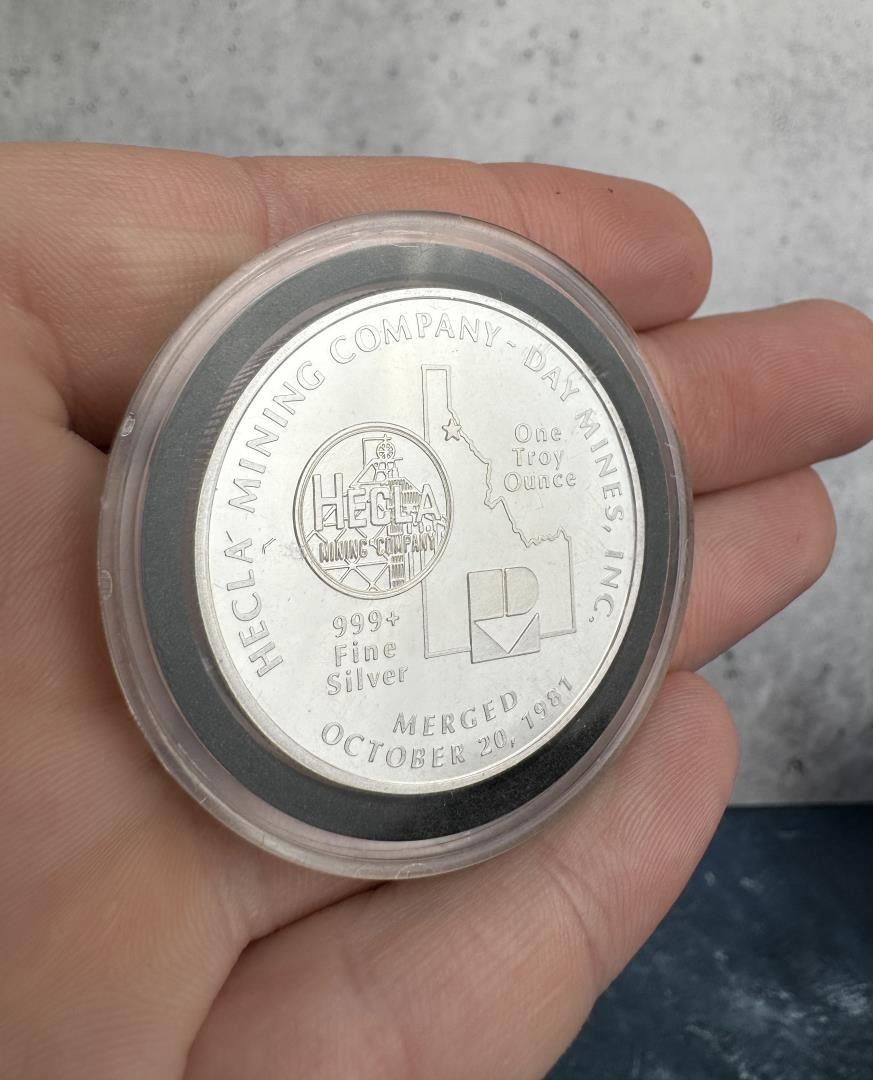 HECLA MINING COMPANY ~ DAY MINES, INC.
One
Troy
Ounce
HECLA
MINING COMPANY
999+
Fine
Silver
D
MERGED
OCTOBER 20, 1981